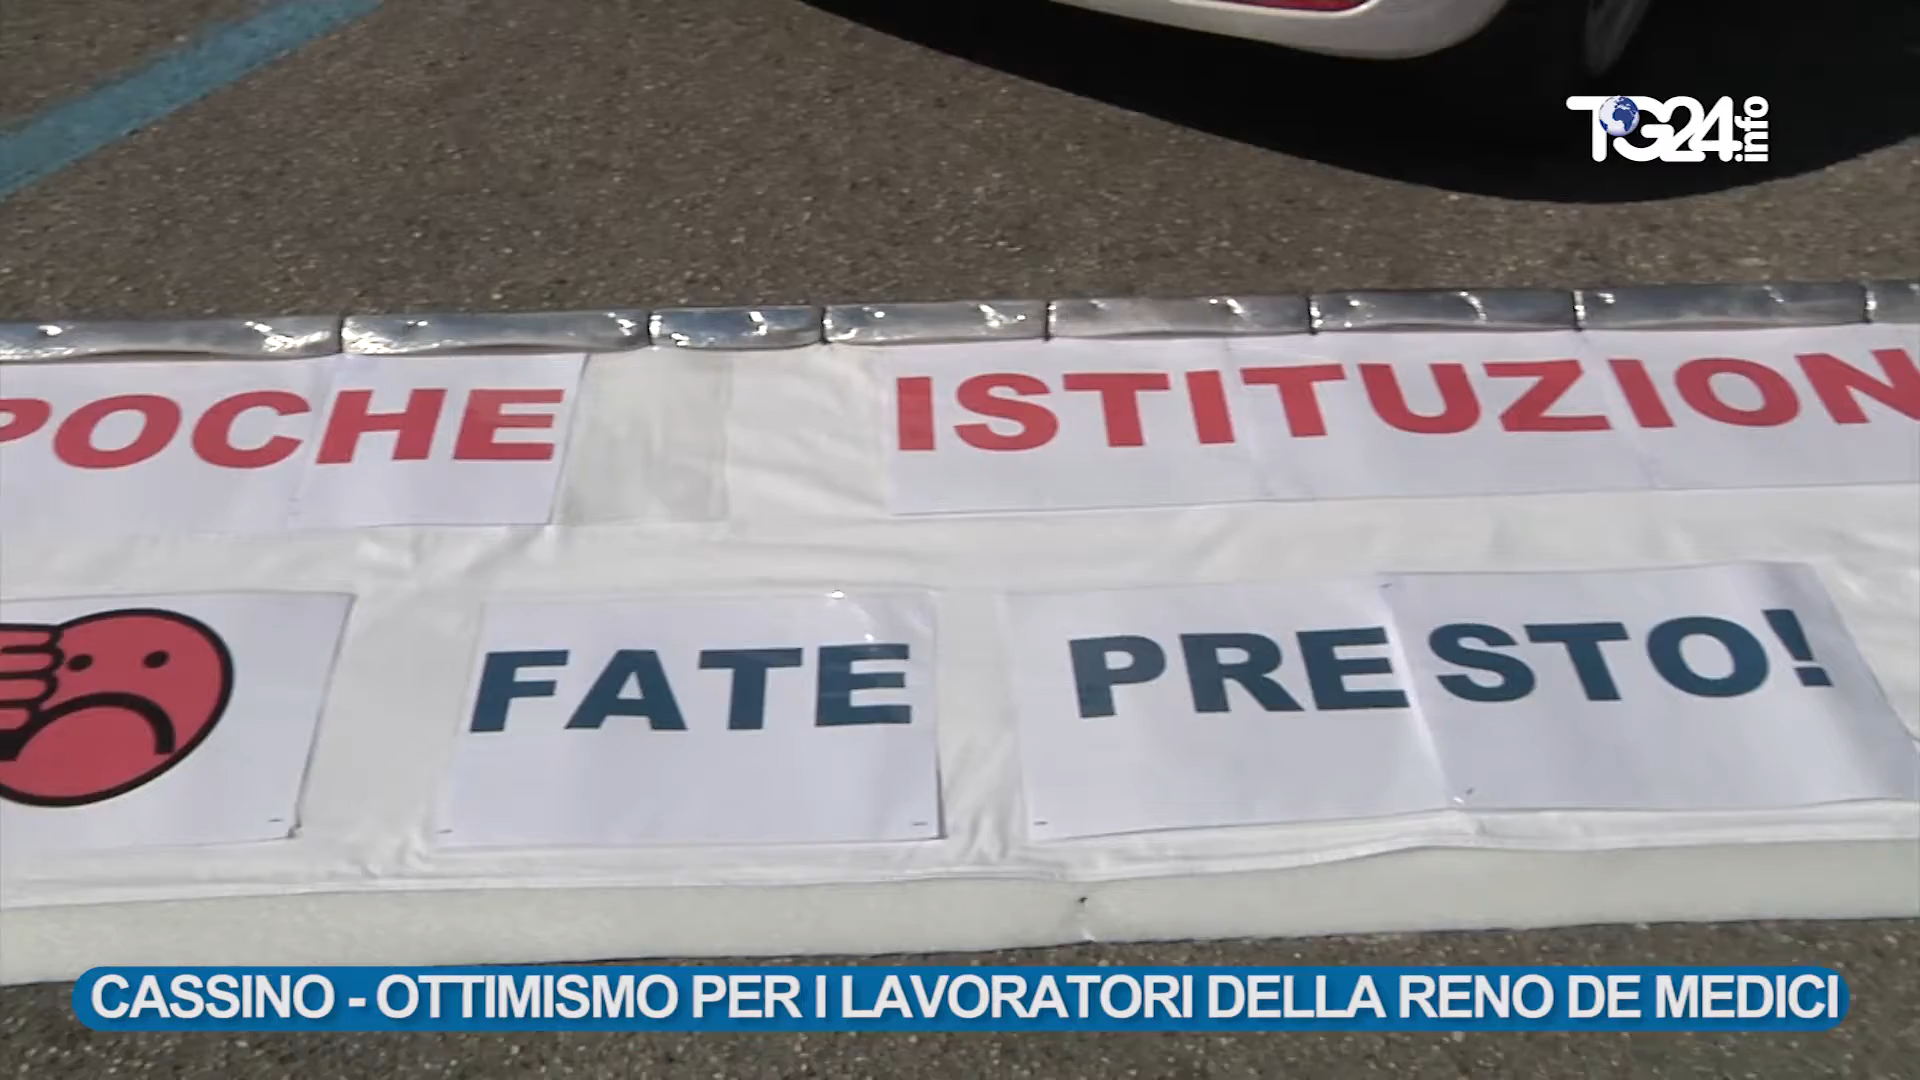 TG24.info
POCHE ISTITUZION
FATE PRESTO!
CASSINO - OTTIMISMO PER I LAVORATORI DELLA RENO DE MEDICI